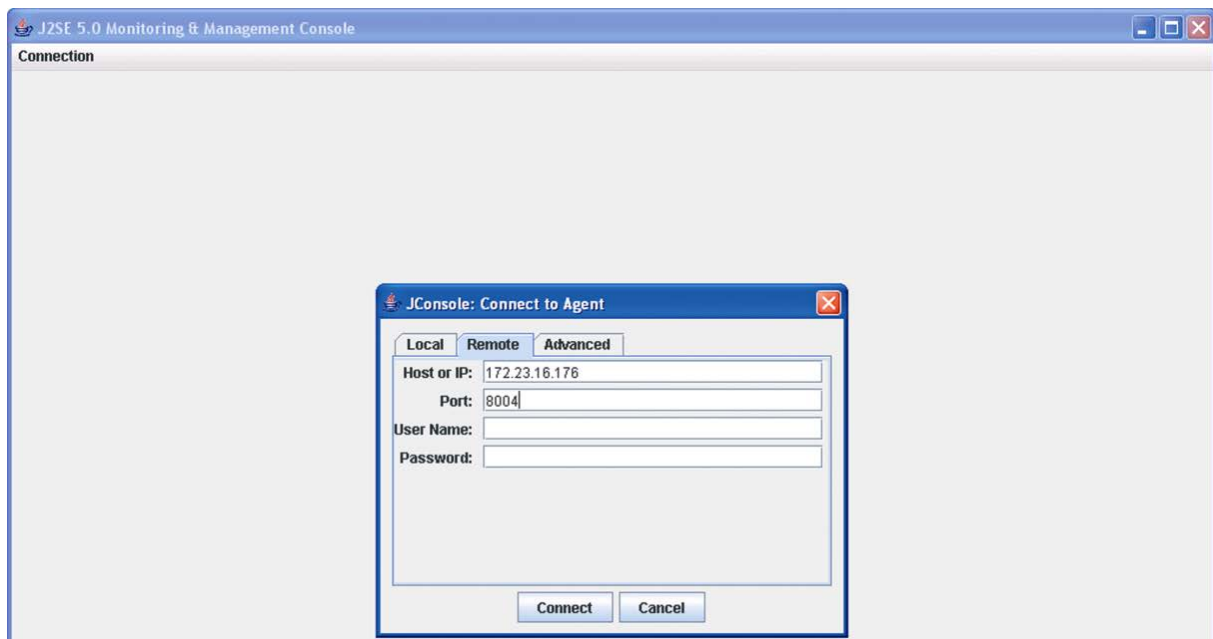 J2SE 5.0 Monitoring & Management Console
Connection
JConsole: Connect to Agent
Local Remote Advanced
Host or IP: 172.23.16.176
Port: 8004
User Name:
Password:
Connect Cancel